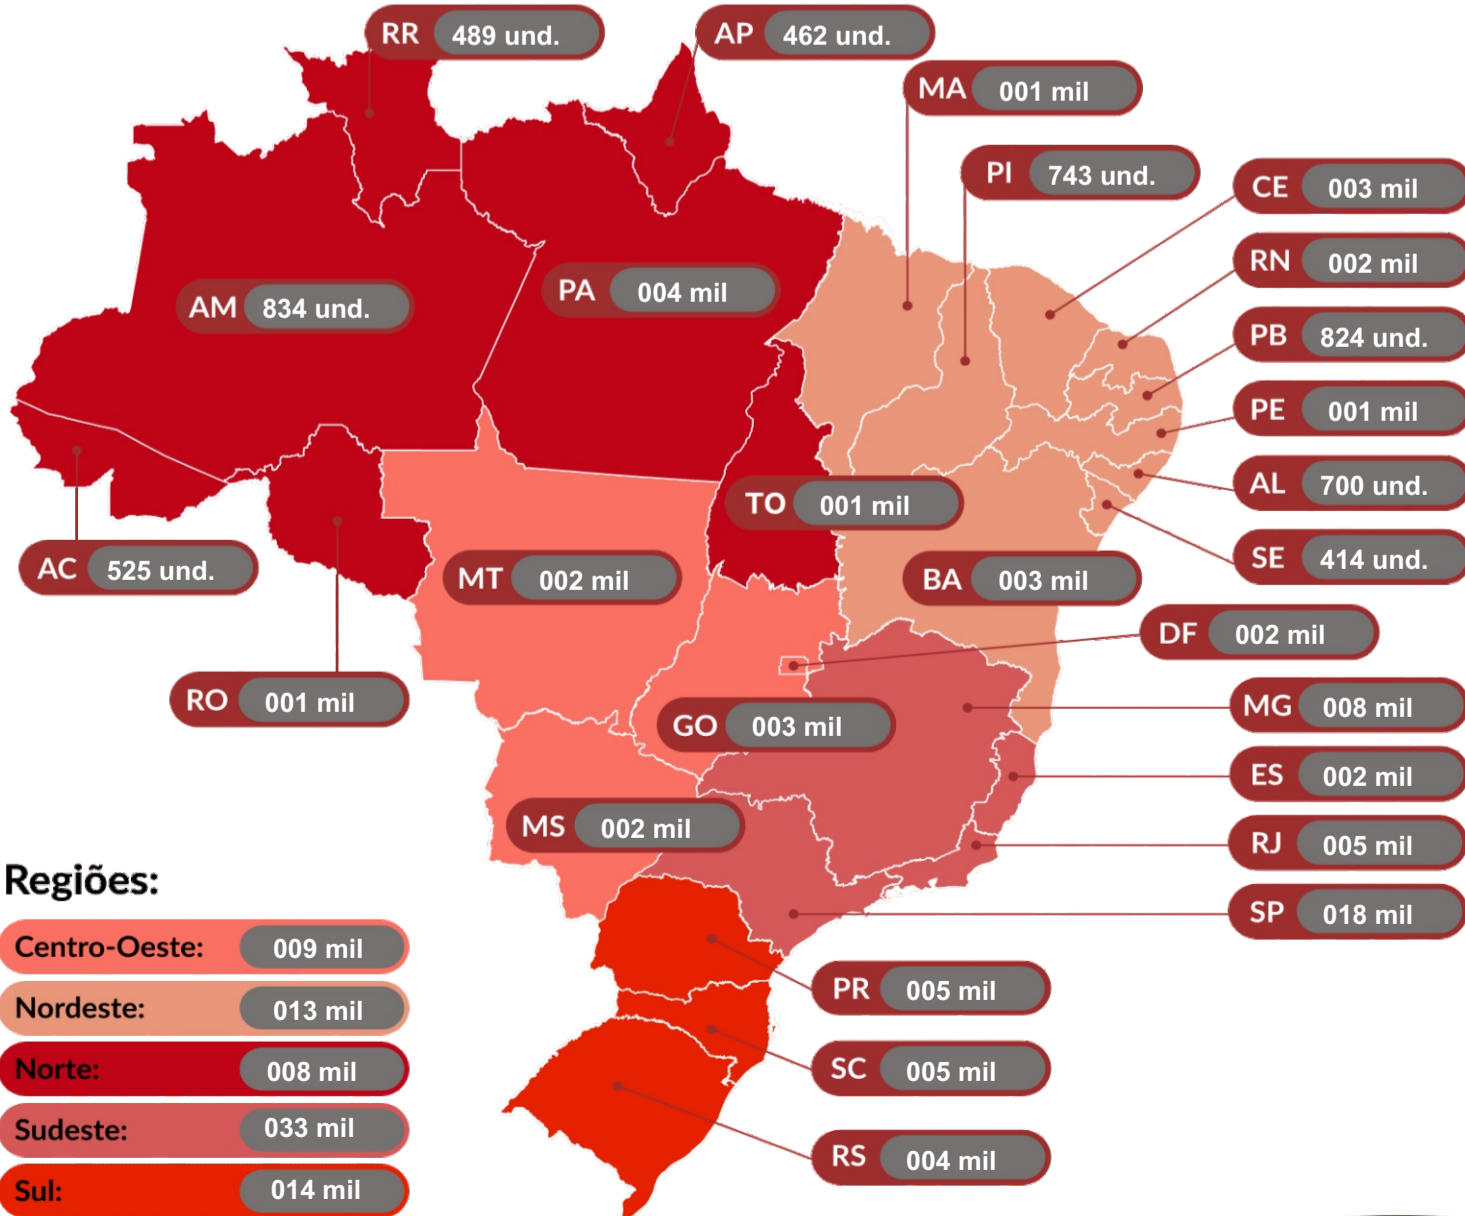 RR 489 und.
AP 462 und.
MA 001 mil
PI 743 und.
CE 003 mil
RN 002 mil
AM 834 und.
PA 004 mil
PB 824 und.
PE 001 mil
AL 700 und.
TO 001 mil
SE 414 und.
AC 525 und.
MT 002 mil
BA 003 mil
DF 002 mil
RO 001 mil
GO 003 mil
MG 008 mil
ES 002 mil
MS 002 mil
RJ 005 mil
SP 018 mil
PR 005 mil
SC 005 mil
RS 004 mil
Regiões:
Centro-Oeste: 009 mil
Nordeste: 013 mil
Norte: 008 mil
Sudeste: 033 mil
Sul: 014 mil